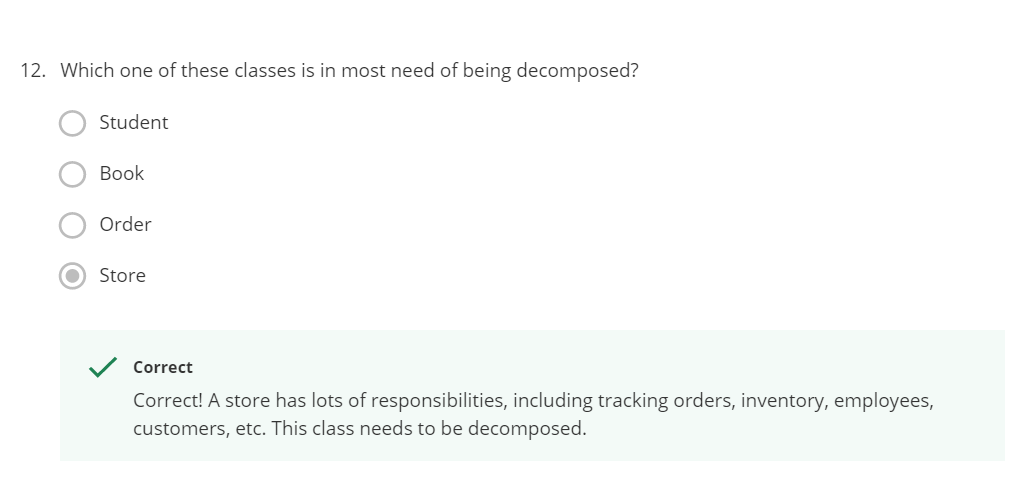 12. Which one of these classes is in most need of being decomposed?
Student
Book
Order
Store
Correct
Correct! A store has lots of responsibilities, including tracking orders, inventory, employees,
customers, etc. This class needs to be decomposed.